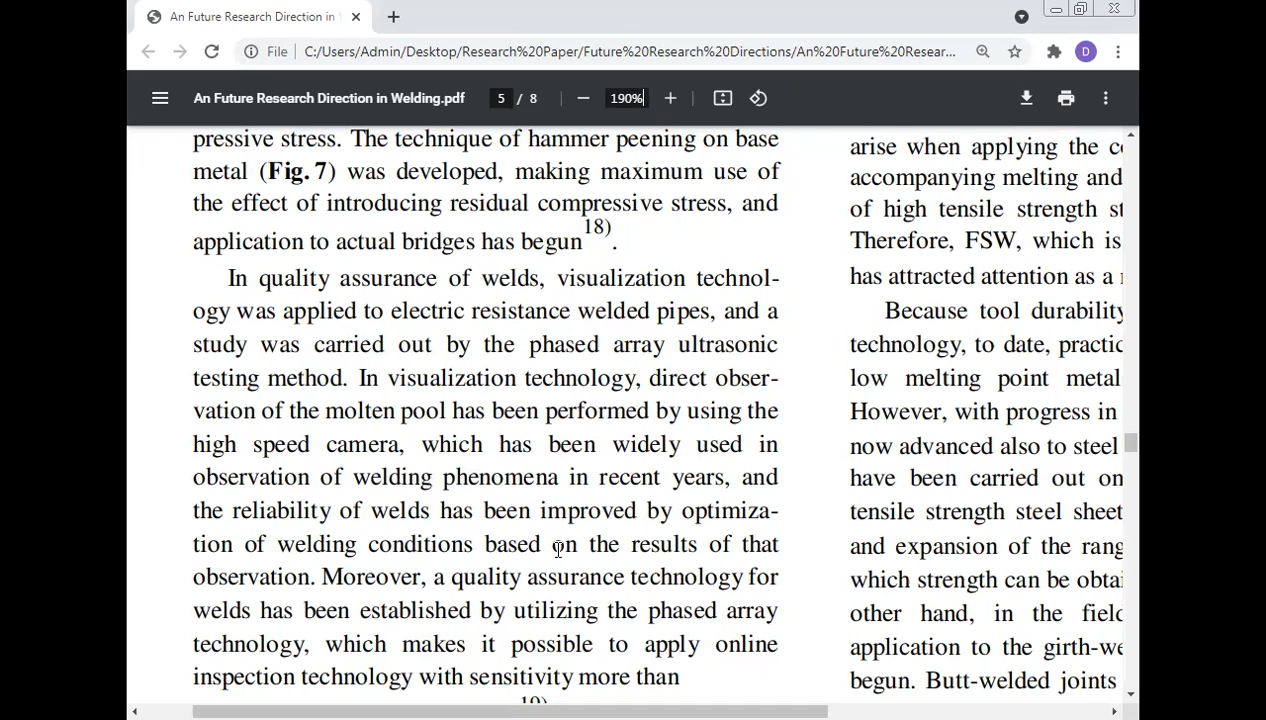 An Future Research Direction in
File C:/Users/Admin/Desktop/Research%20Paper/Future%20Research%20Directions/An%20Future%20Resear...
D
An Future Research Direction in Welding.pdf 5 / 8 190%
pressive stress. The technique of hammer peening on base
metal (Fig. 7) was developed, making maximum use of
the effect of introducing residual compressive stress, and
application to actual bridges has begun18).
In quality assurance of welds, visualization technol-
ogy was applied to electric resistance welded pipes, and a
study was carried out by the phased array ultrasonic
testing method. In visualization technology, direct obser-
vation of the molten pool has been performed by using the
high speed camera, which has been widely used in
observation of welding phenomena in recent years, and
the reliability of welds has been improved by optimiza-
tion of welding conditions based on the results of that
observation. Moreover, a quality assurance technology for
welds has been established by utilizing the phased array
technology, which makes it possible to apply online
inspection technology with sensitivity more than
arise when applying the
accompanying melting and
of high tensile strength
Therefore, FSW, which is
has attracted attention as a
Because tool durability
technology, to date,
low melting point
However, with progress in
now advanced also to steel
have been carried out on
tensile strength steel sheet
and expansion of the
which strength can be
other hand, in the
application to the
begun. Butt-welded joints